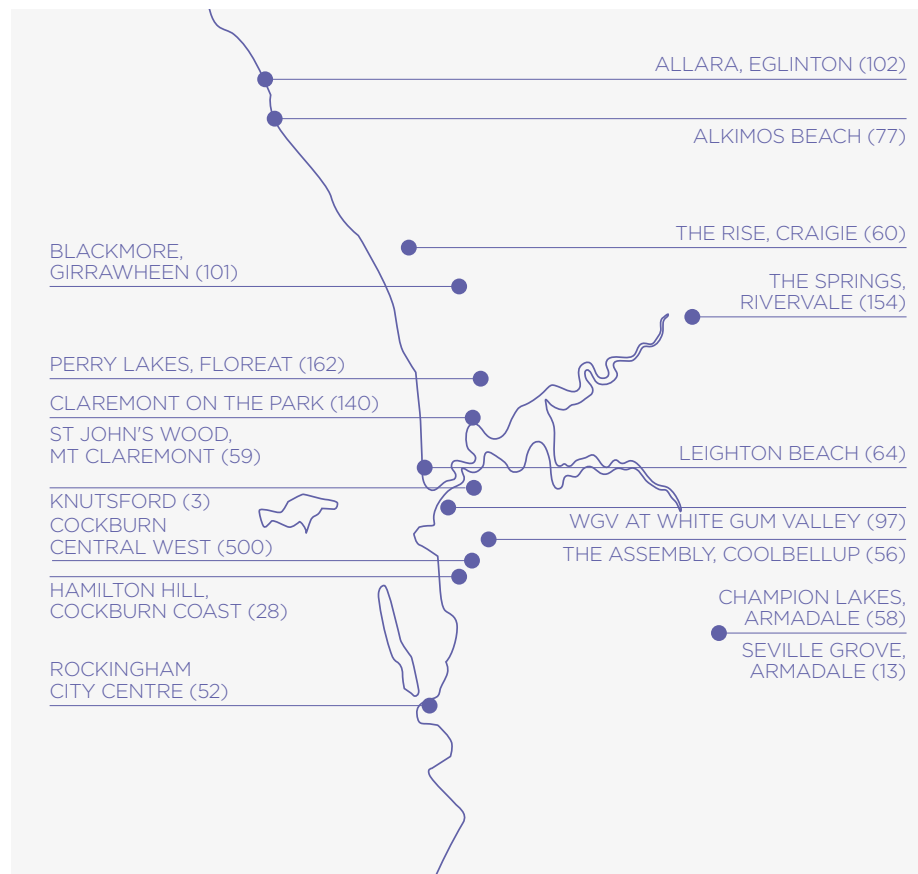 ALLARA, EGLINTON (102)
ALKIMOS BEACH (77)
THE RISE, CRAIGIE (60)
BLACKMORE,
GIRRAWHEEN (101)
THE SPRINGS,
RIVERVALE (154)
PERRY LAKES, FLOREAT (162)
CLAREMONT ON THE PARK (140)
ST JOHN'S WOOD,
MT CLAREMONT (59)
LEIGHTON BEACH (64)
KNUTSFORD (3)
WGV AT WHITE GUM VALLEY (97)
COCKBURN
CENTRAL WEST (500)
THE ASSEMBLY, COOLBELLUP (56)
HAMILTON HILL,
COCKBURN COAST (28)
CHAMPION LAKES,
ARMADALE (58)
SEVILLE GROVE,
ARMADALE (13)
ROCKINGHAM
CITY CENTRE (52)